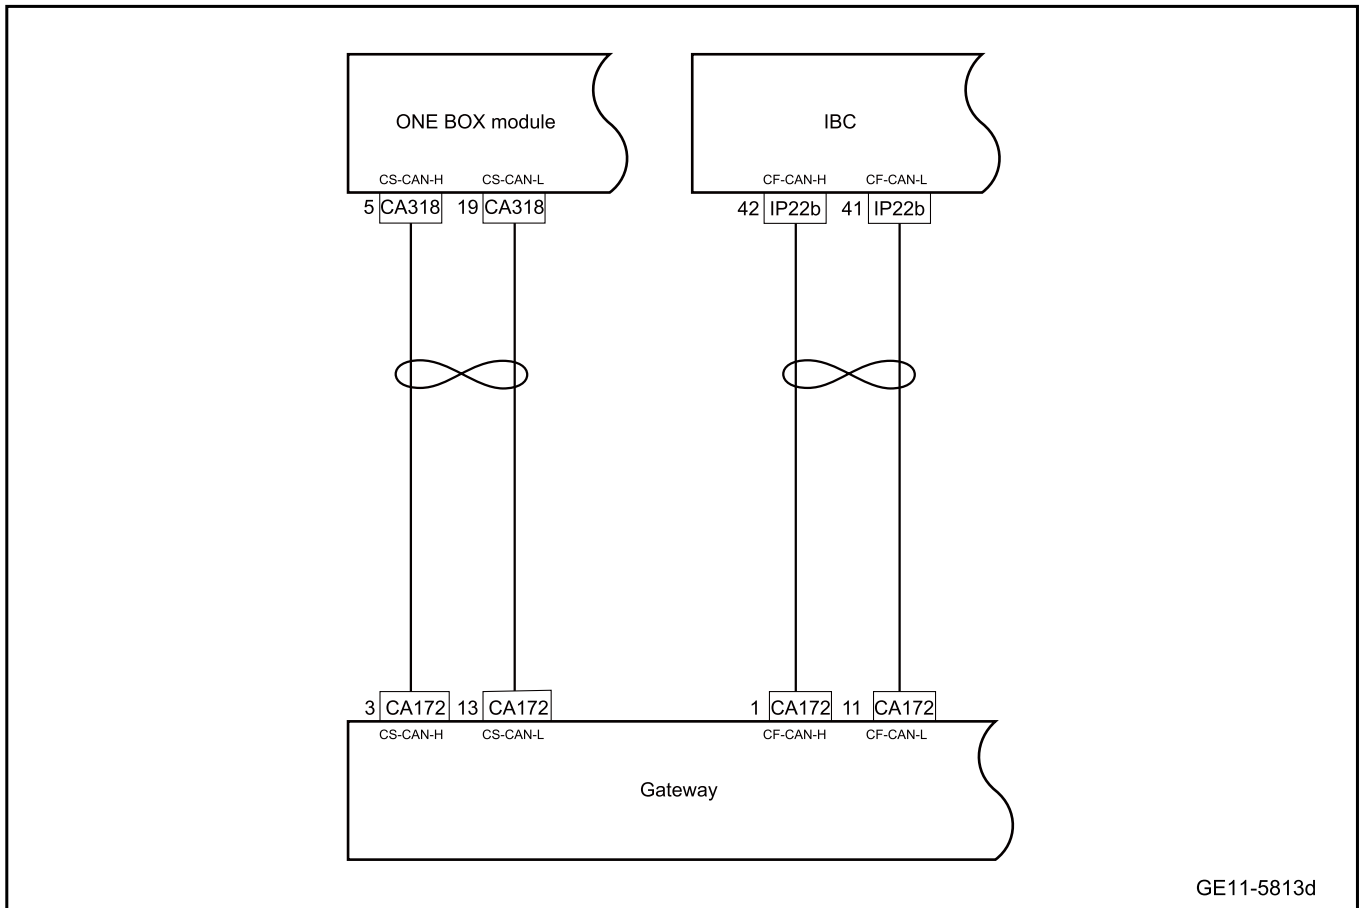 ONE BOX module
IBC
CS-CAN-H CS-CAN-L
CF-CAN-H CF-CAN-L
5 CA318 19 CA318
42 IP22b 41 IP22b
3 CA172 13 CA172
1 CA172 11 CA172
CS-CAN-H CS-CAN-L
CF-CAN-H CF-CAN-L
Gateway
GE11-5813d